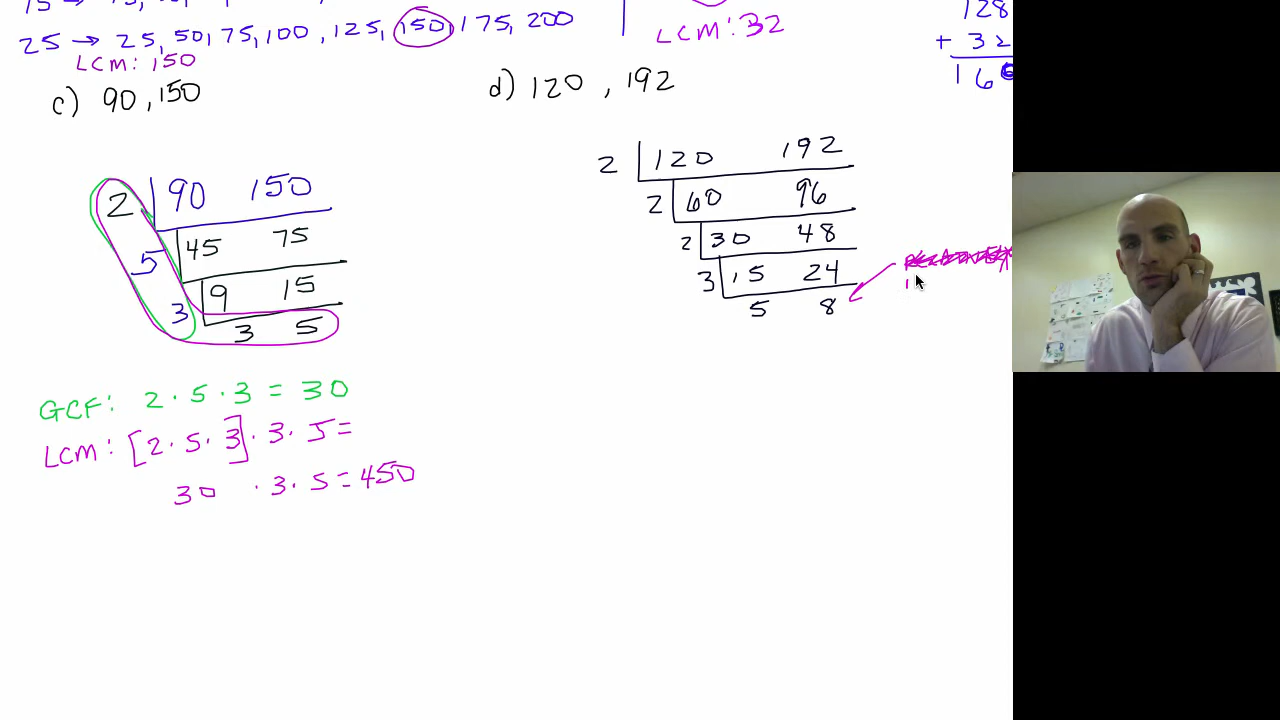 25 → 25, 50, 75, 100, 125, 150, 175, 200
LCM: 150
LCM: 32
128
+ 32
160
c) 90, 150
2 90 150
5 45 75
3 9 15
3 5
GCF: 2 · 5 · 3 = 30
LCM: [2 · 5 · 3] · 3 · 5 =
30 · 3 · 5 = 450
d) 120, 192
2 120 192
2 60 96
2 30 48
3 15 24
5 8